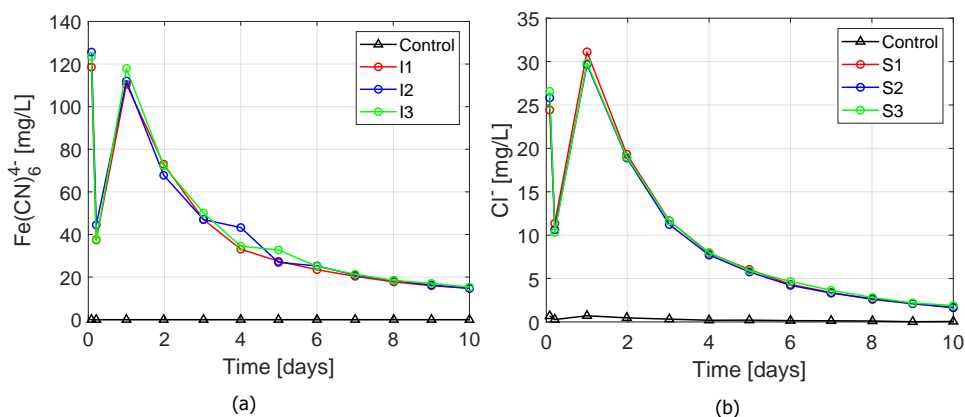 140
120
100
80
60
40
20
0
Fe(CN)₆⁴⁻ [mg/L]
Control
I1
I2
I3
0 2 4 6 8 10
Time [days]
(a)
35
30
25
20
15
10
5
0
Cl⁻ [mg/L]
Control
S1
S2
S3
0 2 4 6 8 10
Time [days]
(b)